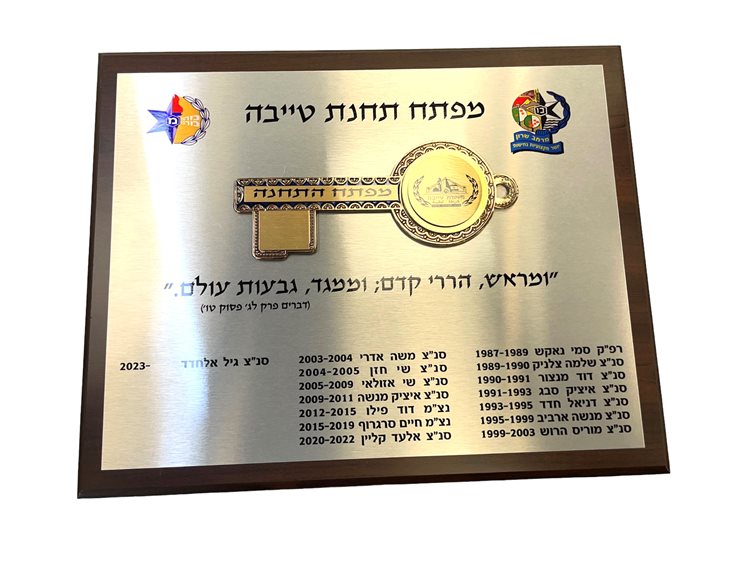 מפתח תחנת טייבה
מרחב שרון
מפתח התחנה
"ומראש, הררי קדם; וממגד, גבעות עולם."
(דברים פרק לג' פסוק טו')
רפ"ק סמי נאקש 1987-1989
סנ"צ שלמה צלניק 1989-1990
סנ"צ דוד מנצור 1990-1991
סנ"צ איציק סבג 1991-1993
סנ"צ דניאל חדד 1993-1995
סנ"צ מנשה ארביב 1995-1999
סנ"צ מוריס הרוש 1999-2003
סנ"צ משה אדרי 2003-2004
סנ"צ שי חזן 2004-2005
סנ"צ שי אזולאי 2005-2009
סנ"צ איציק מנשה 2009-2011
נצ"מ דוד פילו 2012-2015
נצ"מ חיים סרגרוף 2015-2019
סנ"צ אלעד קליין 2020-2022
סנ"צ גיל אלחדד 2023-